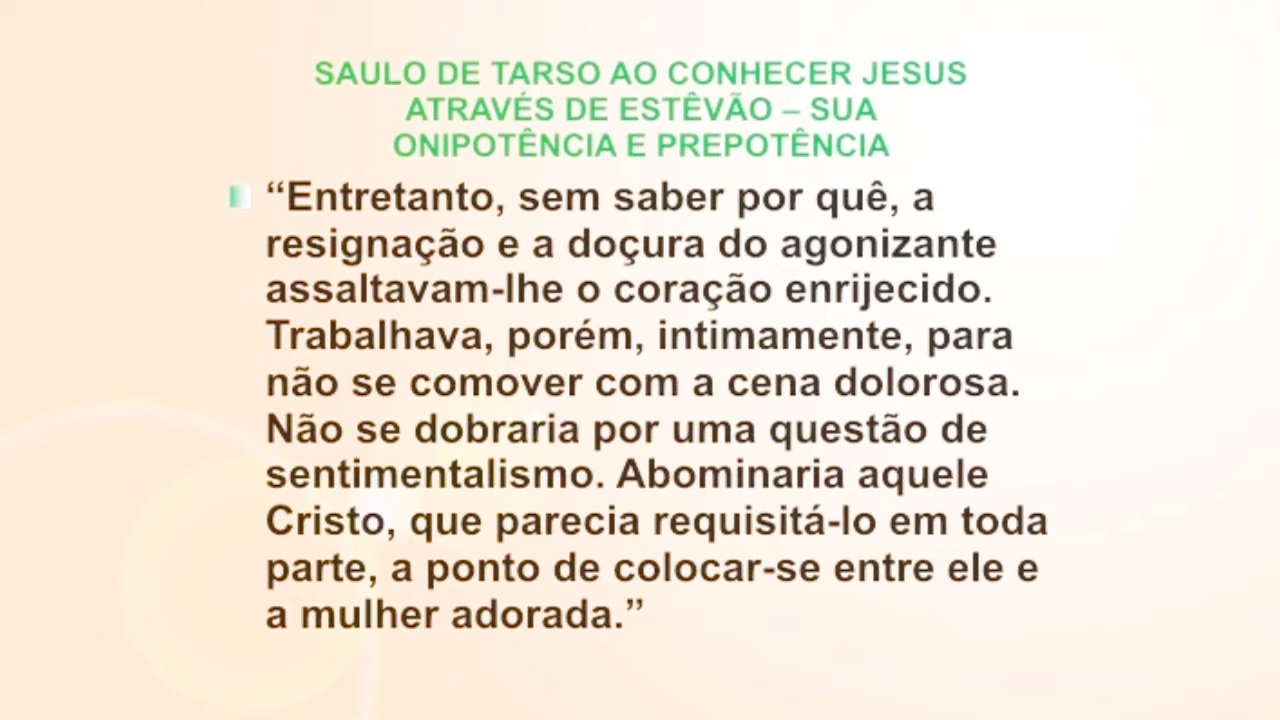 SAULO DE TARSO AO CONHECER JESUS
ATRAVÉS DE ESTÊVÃO – SUA
ONIPOTÊNCIA E PREPOTÊNCIA
“Entretanto, sem saber por quê, a
resignação e a doçura do agonizante
assaltavam-lhe o coração enrijecido.
Trabalhava, porém, intimamente, para
não se comover com a cena dolorosa.
Não se dobraria por uma questão de
sentimentalismo. Abominaria aquele
Cristo, que parecia requisitá-lo em toda
parte, a ponto de colocar-se entre ele e
a mulher adorada.”